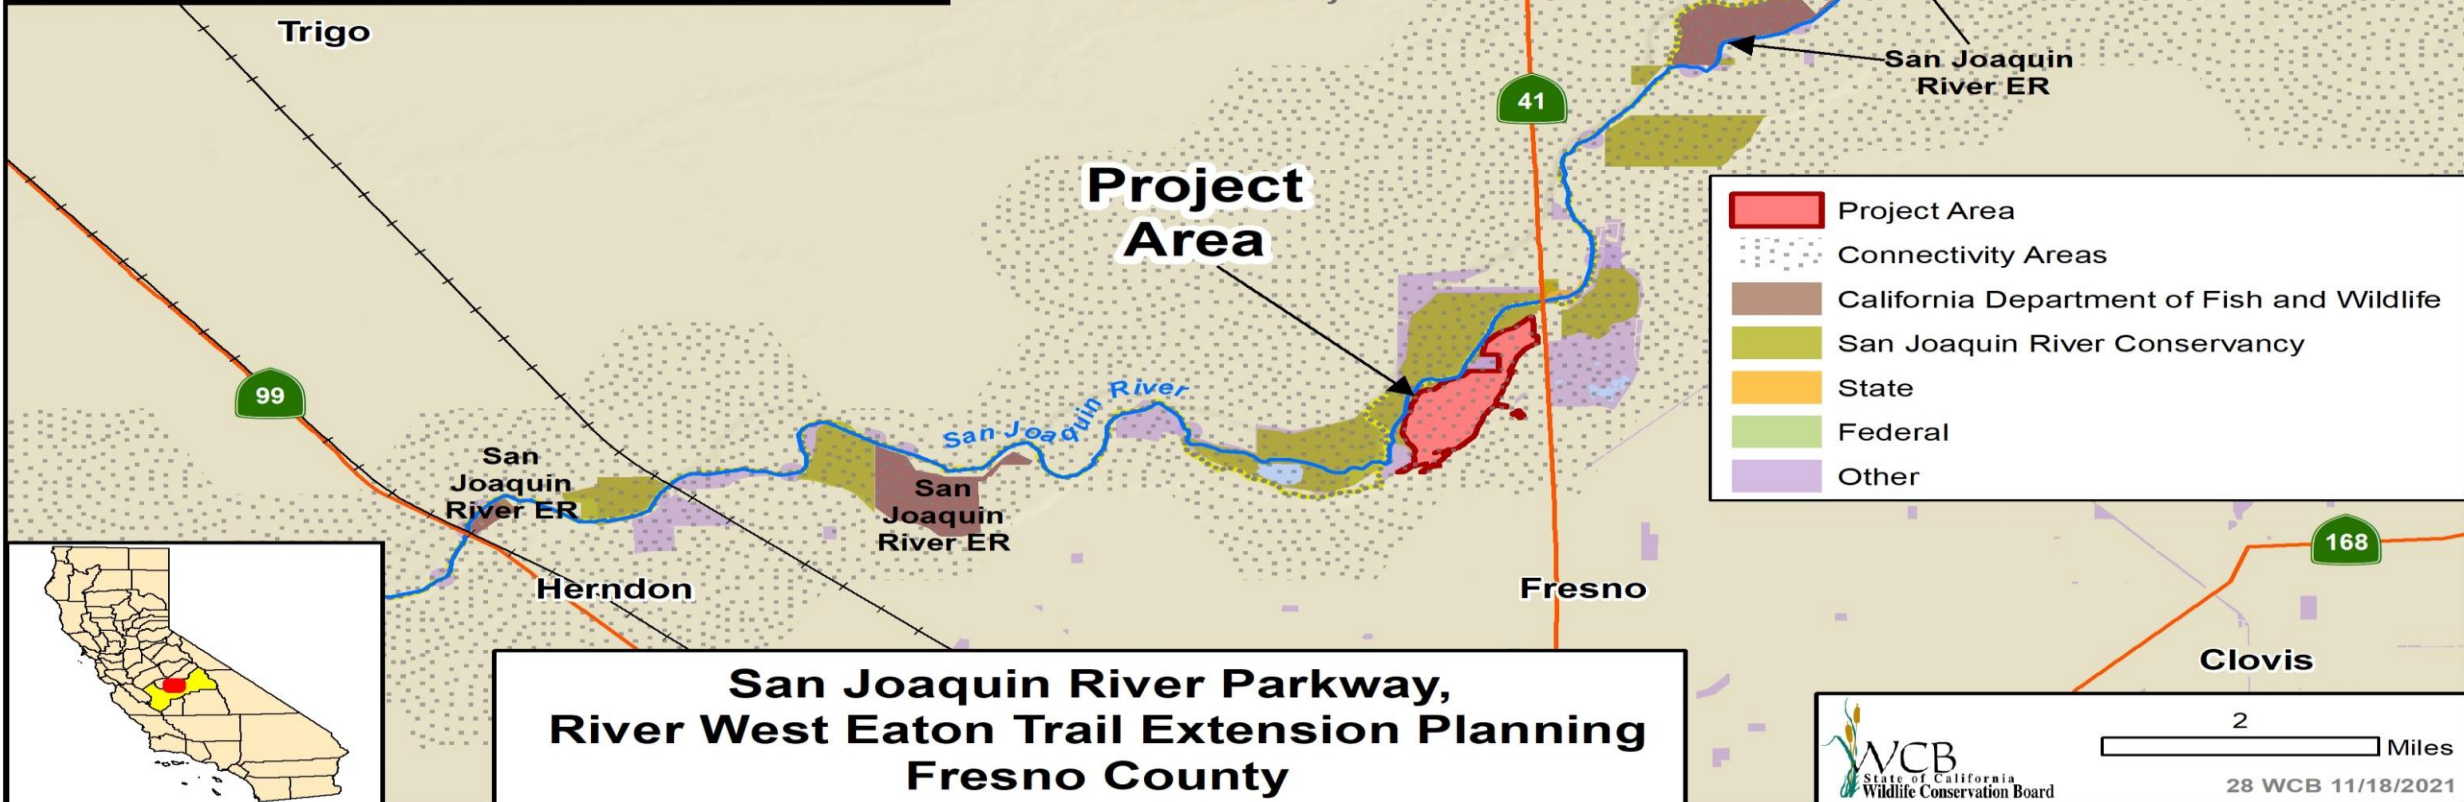 Trigo
San Joaquin
River ER
41
Project
Area
Project Area
Connectivity Areas
California Department of Fish and Wildlife
San Joaquin River Conservancy
State
Federal
Other
99
San Joaquin River
San
Joaquin
River ER
San
Joaquin
River ER
168
Herndon
Fresno
Clovis
San Joaquin River Parkway,
River West Eaton Trail Extension Planning
Fresno County
WCB
State of California
Wildlife Conservation Board
2
Miles
28 WCB 11/18/2021